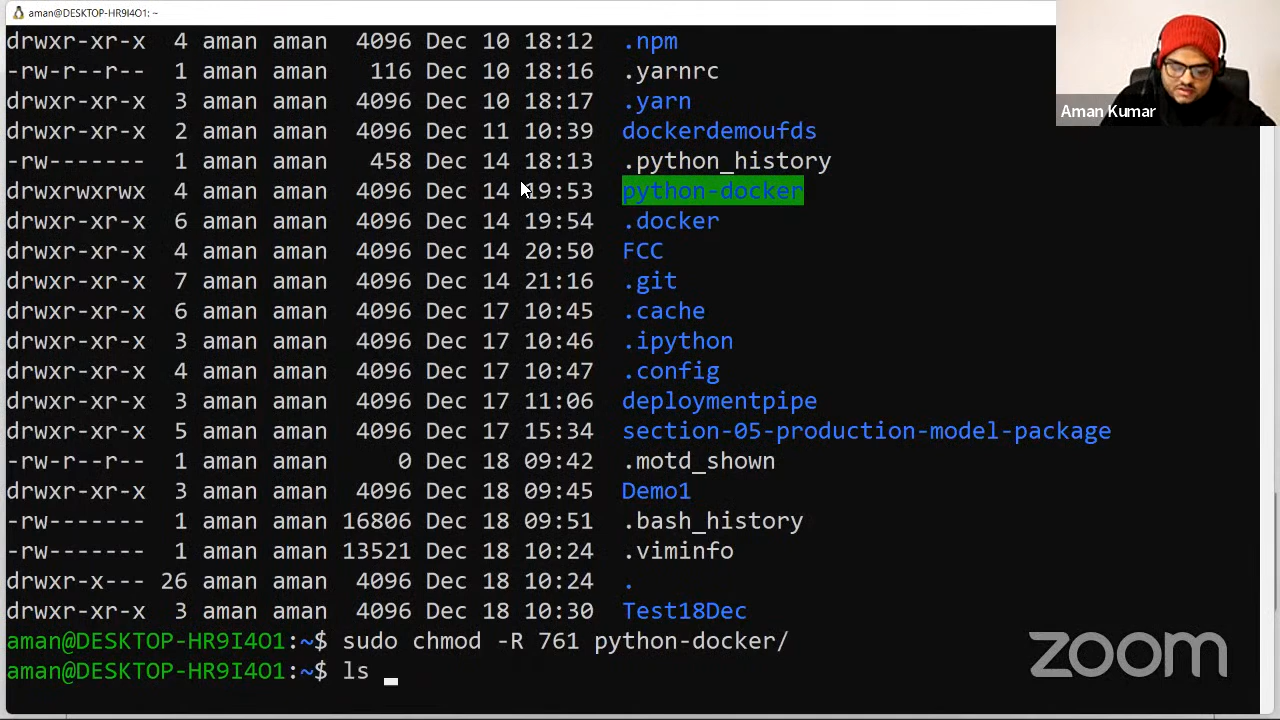 aman@DESKTOP-HR9I4O1: ~
drwxr-xr-x 4 aman aman 4096 Dec 10 18:12 .npm
-rw-r--r-- 1 aman aman 116 Dec 10 18:16 .yarnrc
drwxr-xr-x 3 aman aman 4096 Dec 10 18:17 .yarn
drwxr-xr-x 2 aman aman 4096 Dec 11 10:39 dockerdemoufds
-rw------- 1 aman aman 458 Dec 14 18:13 .python_history
drwxrwxrwx 4 aman aman 4096 Dec 14 19:53 python-docker
drwxr-xr-x 6 aman aman 4096 Dec 14 19:54 .docker
drwxr-xr-x 4 aman aman 4096 Dec 14 20:50 FCC
drwxr-xr-x 7 aman aman 4096 Dec 14 21:16 .git
drwxr-xr-x 6 aman aman 4096 Dec 17 10:45 .cache
drwxr-xr-x 3 aman aman 4096 Dec 17 10:46 .ipython
drwxr-xr-x 4 aman aman 4096 Dec 17 10:47 .config
drwxr-xr-x 3 aman aman 4096 Dec 17 11:06 deploymentpipe
drwxr-xr-x 5 aman aman 4096 Dec 17 15:34 section-05-production-model-package
-rw-r--r-- 1 aman aman 0 Dec 18 09:42 .motd_shown
drwxr-xr-x 3 aman aman 4096 Dec 18 09:45 Demo1
-rw------- 1 aman aman 16806 Dec 18 09:51 .bash_history
-rw------- 1 aman aman 13521 Dec 18 10:24 .viminfo
drwxr-x--- 26 aman aman 4096 Dec 18 10:24 .
drwxr-xr-x 3 aman aman 4096 Dec 18 10:30 Test18Dec
aman@DESKTOP-HR9I4O1:~$ sudo chmod -R 761 python-docker/
aman@DESKTOP-HR9I4O1:~$ ls
Aman Kumar
zoom